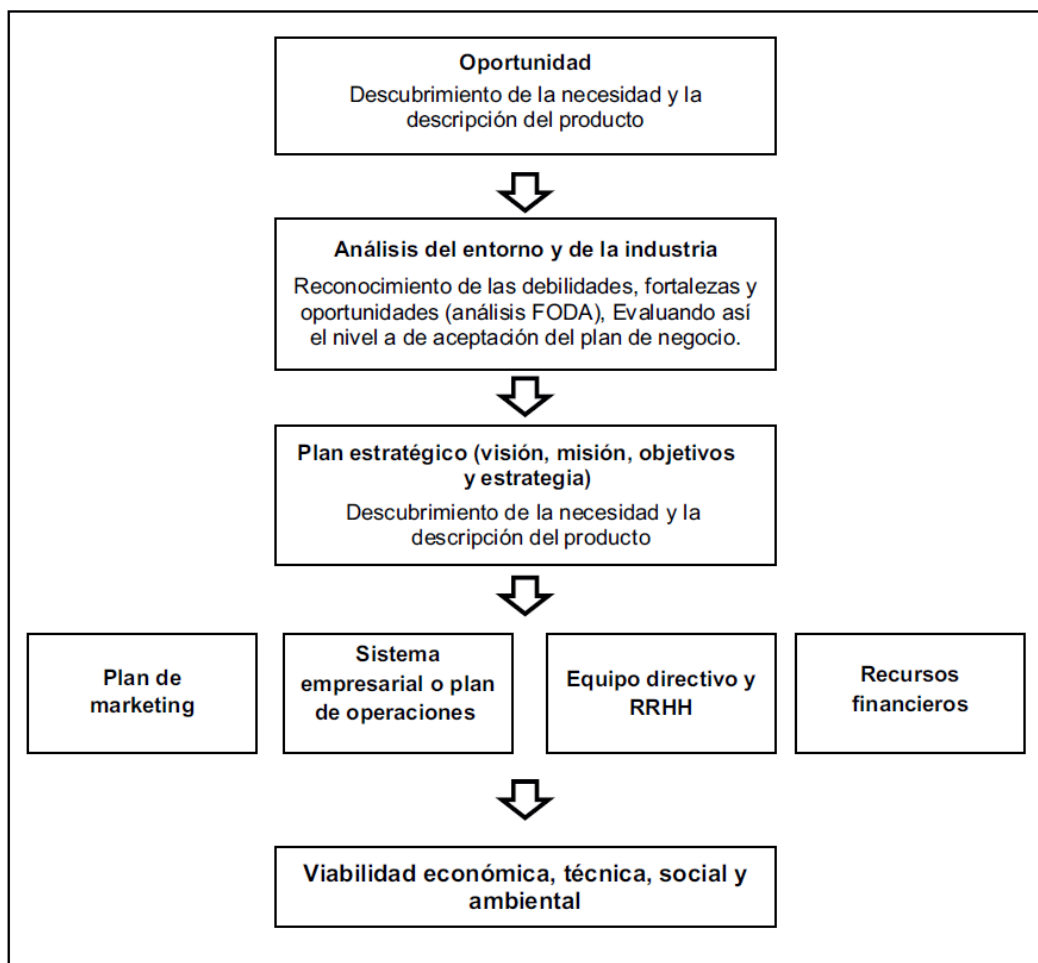 Oportunidad
Descubrimiento de la necesidad y la
descripción del producto
Análisis del entorno y de la industria
Reconocimiento de las debilidades, fortalezas y
oportunidades (análisis FODA), Evaluando así
el nivel a de aceptación del plan de negocio.
Plan estratégico (visión, misión, objetivos
y estrategia)
Descubrimiento de la necesidad y la
descripción del producto
Plan de
marketing
Sistema
empresarial o plan
de operaciones
Equipo directivo y
RRHH
Recursos
financieros
Viabilidad económica, técnica, social y
ambiental